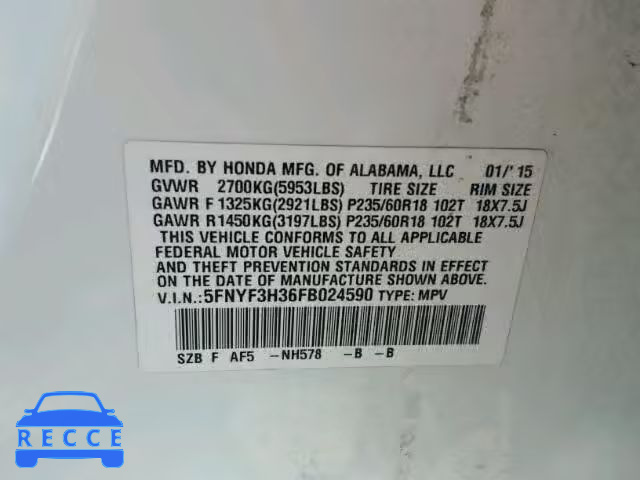 MFD. BY HONDA MFG. OF ALABAMA, LLC 01/'15
GVWR 2700KG(5953LBS) TIRE SIZE RIM SIZE
GAWR F 1325KG(2921LBS) P235/60R18 102T 18X7.5J
GAWR R1450KG(3197LBS) P235/60R18 102T 18X7.5J
THIS VEHICLE CONFORMS TO ALL APPLICABLE
FEDERAL MOTOR VEHICLE SAFETY
AND THEFT PREVENTION STANDARDS IN EFFECT
ON THE DATE OF MANUFACTURE SHOWN ABOVE.
V.I.N.:5FNYF3H36FB024590 TYPE: MPV
SZB F AF5 -NH578 -B -B
RECCE